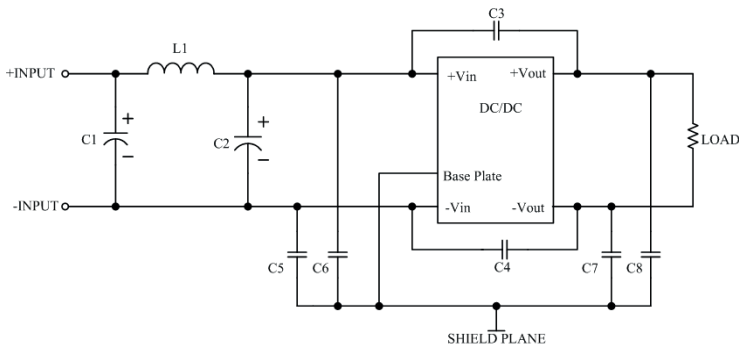 C3
L1
+INPUT
+Vin
+Vout
DC/DC
C1
+
−
C2
+
−
LOAD
Base Plate
-INPUT
-Vin
-Vout
C5
C6
C4
C7
C8
SHIELD PLANE